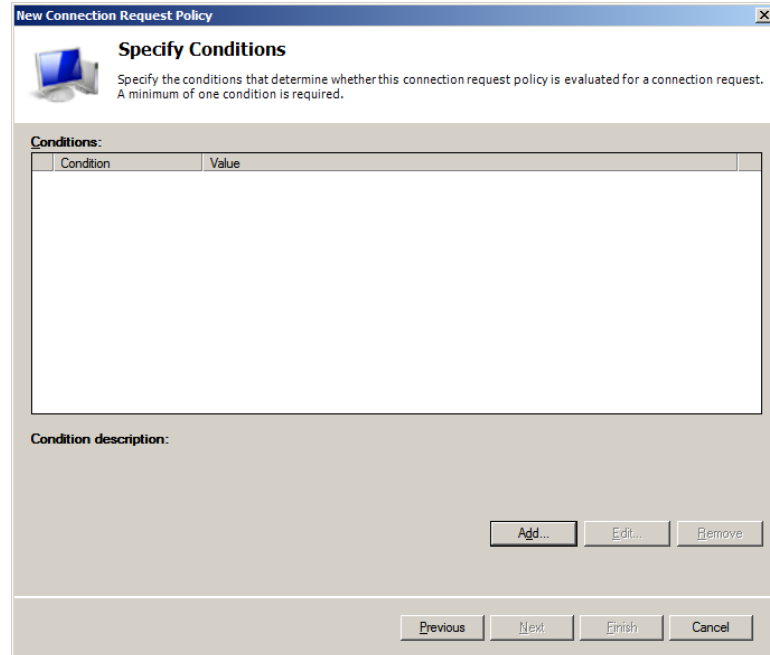 New Connection Request Policy
Specify Conditions
Specify the conditions that determine whether this connection request policy is evaluated for a connection request.
A minimum of one condition is required.
Conditions:
Condition Value
Condition description:
Add... Edit... Remove
Previous Next Finish Cancel